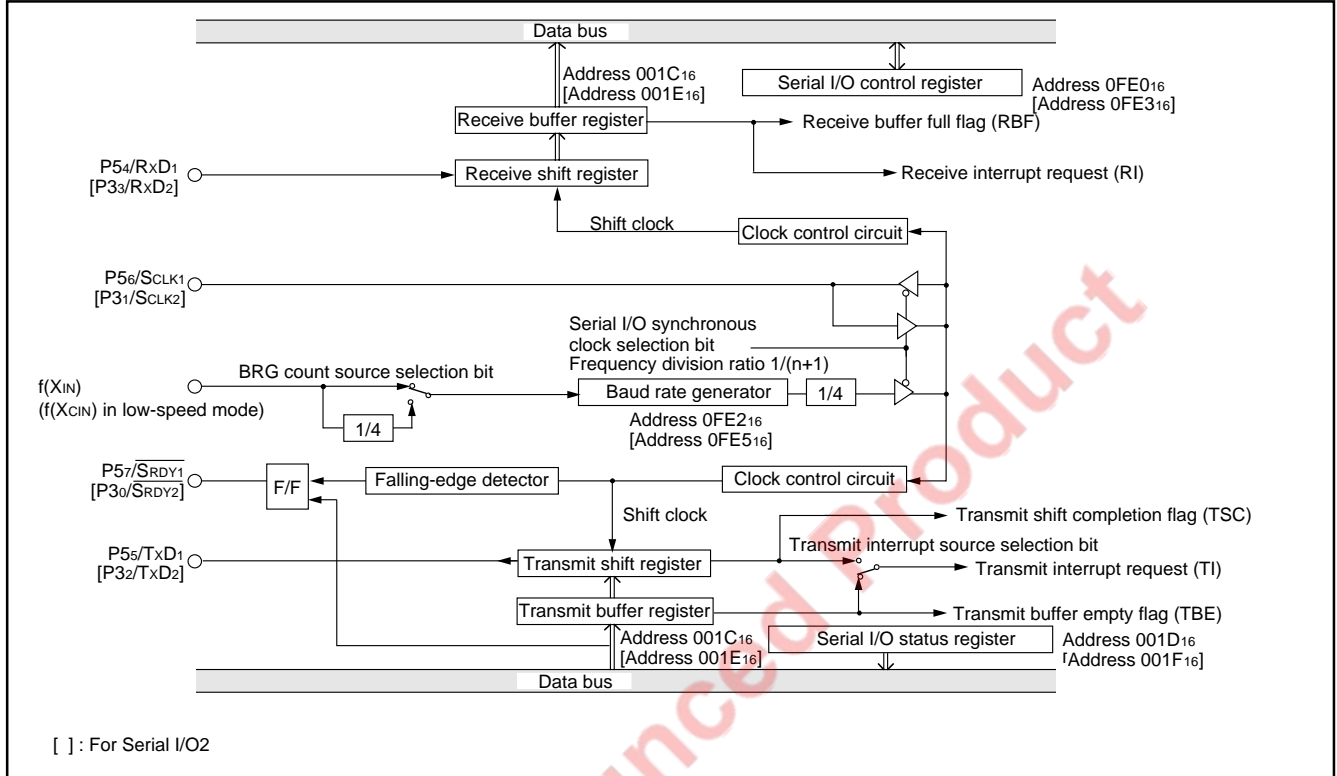 Data bus
Address 001C16
[Address 001E16]
Serial I/O control register
Address 0FE016
[Address 0FE316]
Receive buffer register
Receive buffer full flag (RBF)
P54/RXD1
[P33/RXD2]
Receive shift register
Receive interrupt request (RI)
Shift clock
Clock control circuit
P56/SCLK1
[P31/SCLK2]
Serial I/O synchronous
clock selection bit
Frequency division ratio 1/(n+1)
BRG count source selection bit
f(XIN)
(f(XCIN) in low-speed mode)
1/4
Baud rate generator
1/4
Address 0FE216
[Address 0FE516]
P57/S̅R̅D̅Y̅1̅
[P30/S̅R̅D̅Y̅2̅]
F/F
Falling-edge detector
Clock control circuit
Shift clock
Transmit shift completion flag (TSC)
Transmit interrupt source selection bit
P55/TXD1
[P32/TXD2]
Transmit shift register
Transmit interrupt request (TI)
Transmit buffer register
Transmit buffer empty flag (TBE)
Address 001C16
[Address 001E16]
Serial I/O status register
Address 001D16
[Address 001F16]
Data bus
[ ] : For Serial I/O2
nced Product